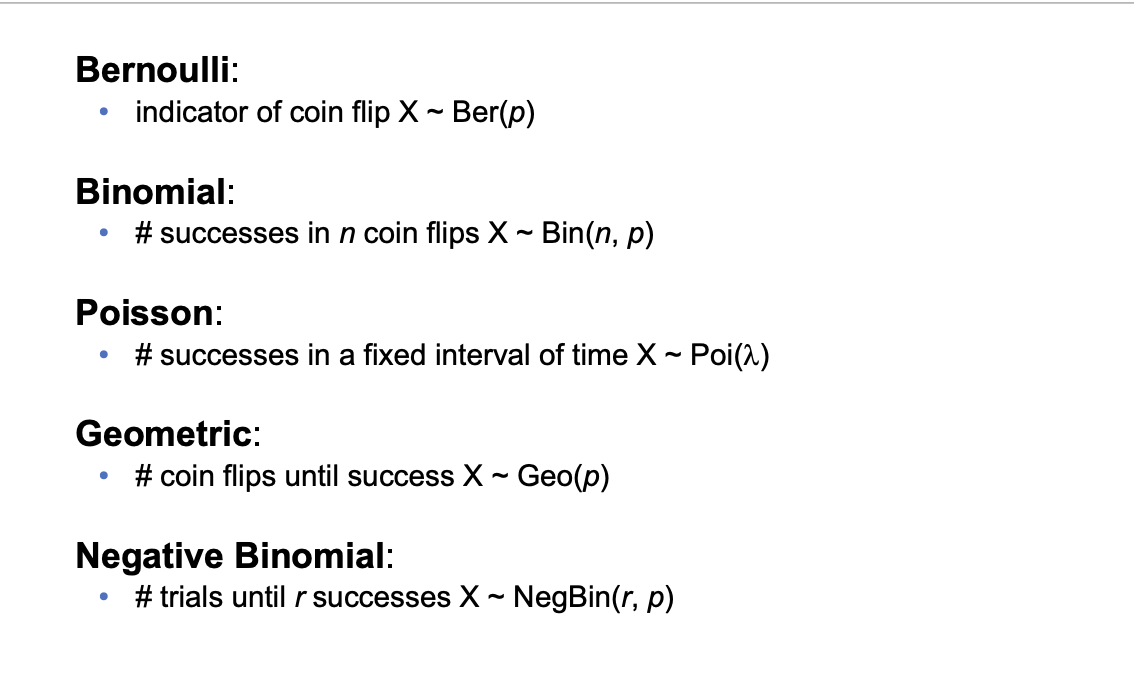 Bernoulli:
• indicator of coin flip X ~ Ber(p)
Binomial:
• # successes in n coin flips X ~ Bin(n, p)
Poisson:
• # successes in a fixed interval of time X ~ Poi(λ)
Geometric:
• # coin flips until success X ~ Geo(p)
Negative Binomial:
• # trials until r successes X ~ NegBin(r, p)